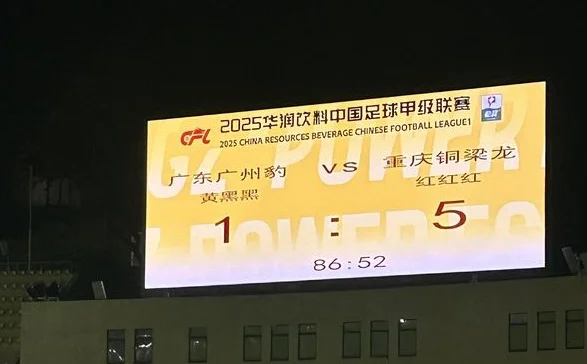 CFL 2025华润饮料中国足球甲级联赛
2025 CHINA RESOURCES BEVERAGE CHINESE FOOTBALL LEAGUE1
广东广州豹 VS 重庆铜梁龙
黄黑黑 红红红
1 : 5
86:52